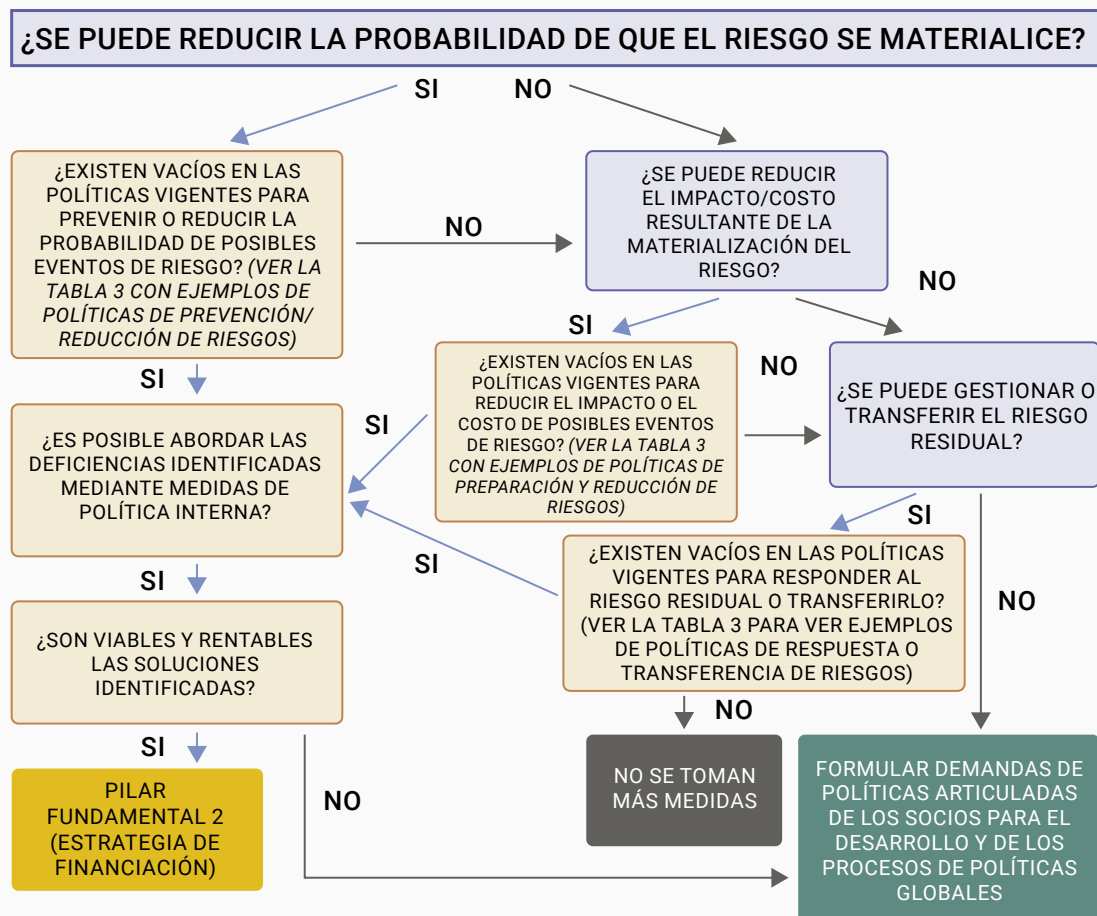 ¿SE PUEDE REDUCIR LA PROBABILIDAD DE QUE EL RIESGO SE MATERIALICE?
SI
NO
¿EXISTEN VACÍOS EN LAS
POLÍTICAS VIGENTES PARA
PREVENIR O REDUCIR LA
PROBABILIDAD DE POSIBLES
EVENTOS DE RIESGO? (VER LA
TABLA 3 CON EJEMPLOS DE
POLÍTICAS DE PREVENCIÓN/
REDUCCIÓN DE RIESGOS)
NO
¿SE PUEDE REDUCIR
EL IMPACTO/COSTO
RESULTANTE DE LA
MATERIALIZACIÓN DEL
RIESGO?
NO
SI
SI
¿EXISTEN VACÍOS EN LAS
POLÍTICAS VIGENTES PARA
REDUCIR EL IMPACTO O EL
COSTO DE POSIBLES EVENTOS
DE RIESGO? (VER LA TABLA 3
CON EJEMPLOS DE POLÍTICAS DE
PREPARACIÓN Y REDUCCIÓN DE
RIESGOS)
NO
¿SE PUEDE GESTIONAR O
TRANSFERIR EL RIESGO
RESIDUAL?
SI
¿ES POSIBLE ABORDAR LAS
DEFICIENCIAS IDENTIFICADAS
MEDIANTE MEDIDAS DE
POLÍTICA INTERNA?
SI
¿EXISTEN VACÍOS EN LAS POLÍTICAS
VIGENTES PARA RESPONDER AL
RIESGO RESIDUAL O TRANSFERIRLO?
(VER LA TABLA 3 PARA VER EJEMPLOS
DE POLÍTICAS DE RESPUESTA O
TRANSFERENCIA DE RIESGOS)
SI
SI
NO
¿SON VIABLES Y RENTABLES
LAS SOLUCIONES
IDENTIFICADAS?
NO
SI
PILAR
FUNDAMENTAL 2
(ESTRATEGIA DE
FINANCIACIÓN)
NO
NO SE TOMAN
MÁS MEDIDAS
FORMULAR DEMANDAS DE
POLÍTICAS ARTICULADAS
DE LOS SOCIOS PARA EL
DESARROLLO Y DE LOS
PROCESOS DE POLÍTICAS
GLOBALES